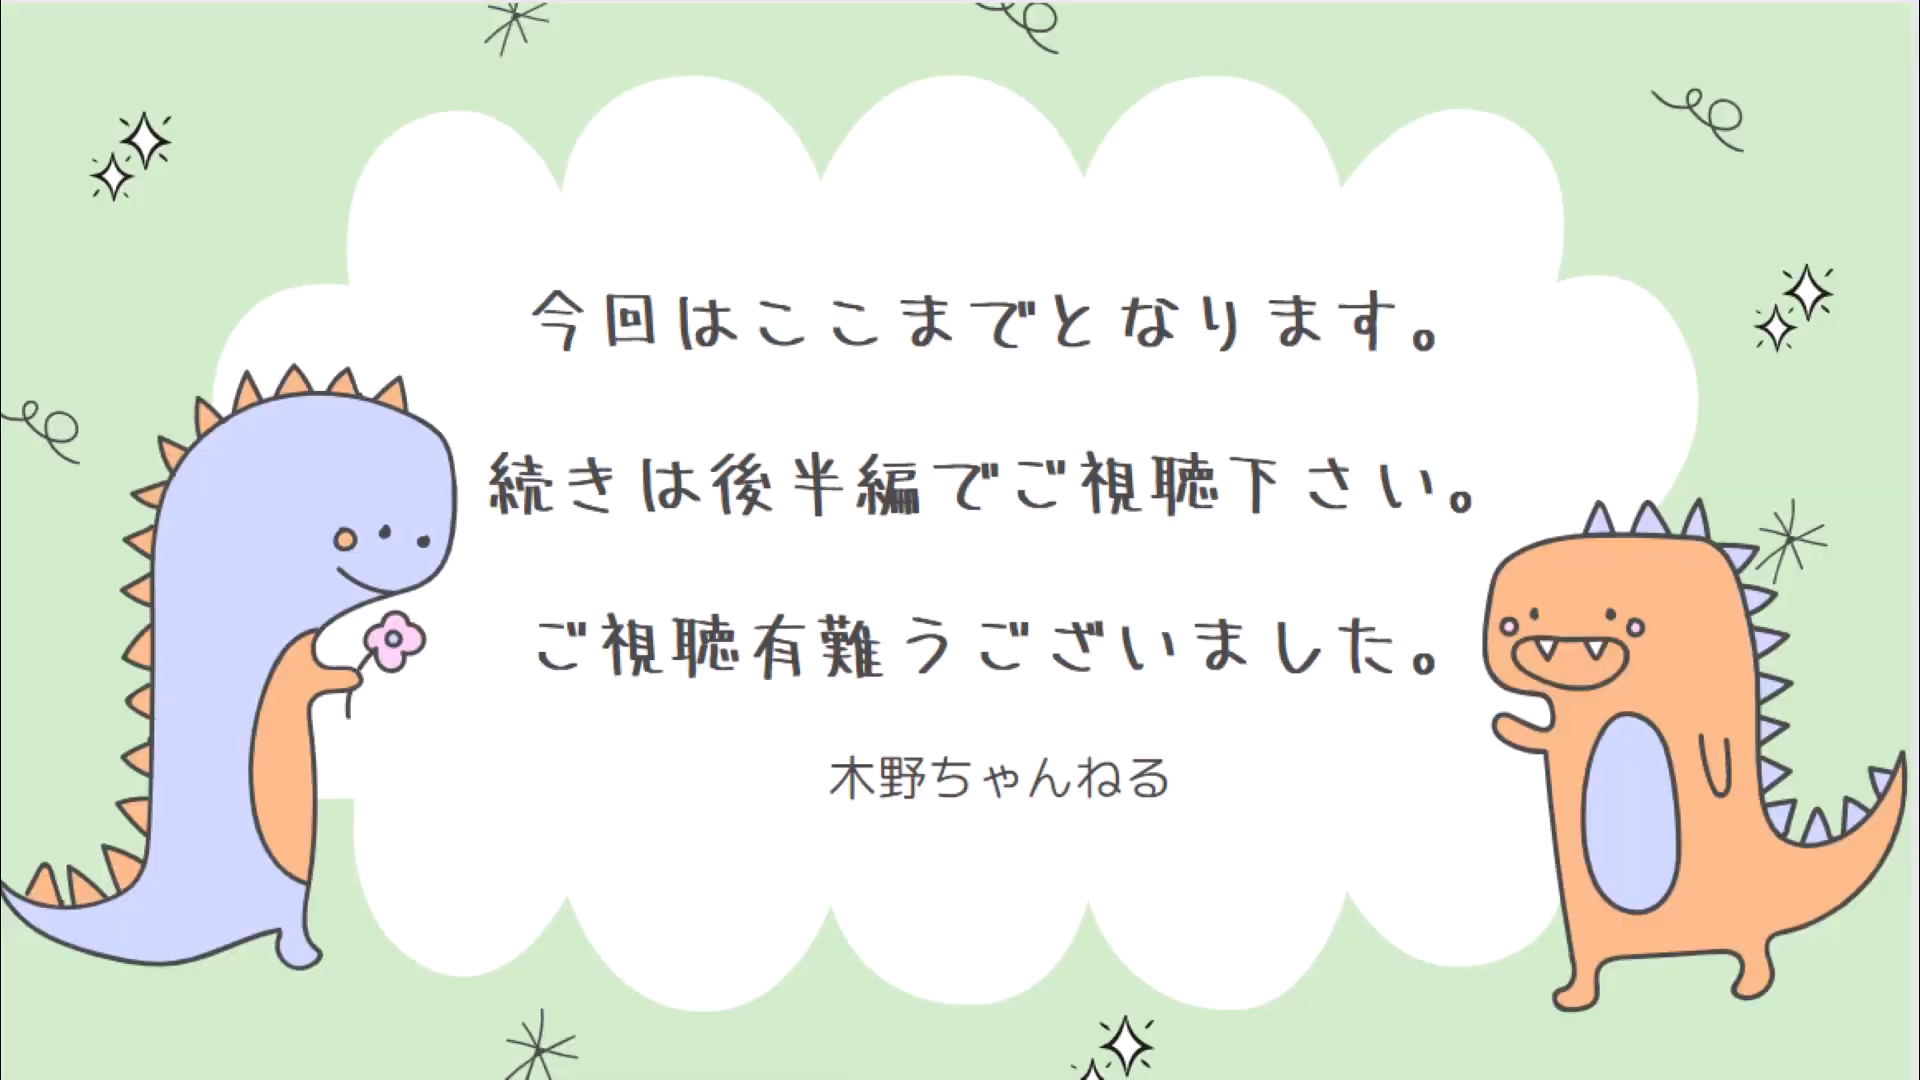 今回はここまでとなります。
続きは後半編でご視聴下さい。
ご視聴有難うございました。
木野ちゃんねる